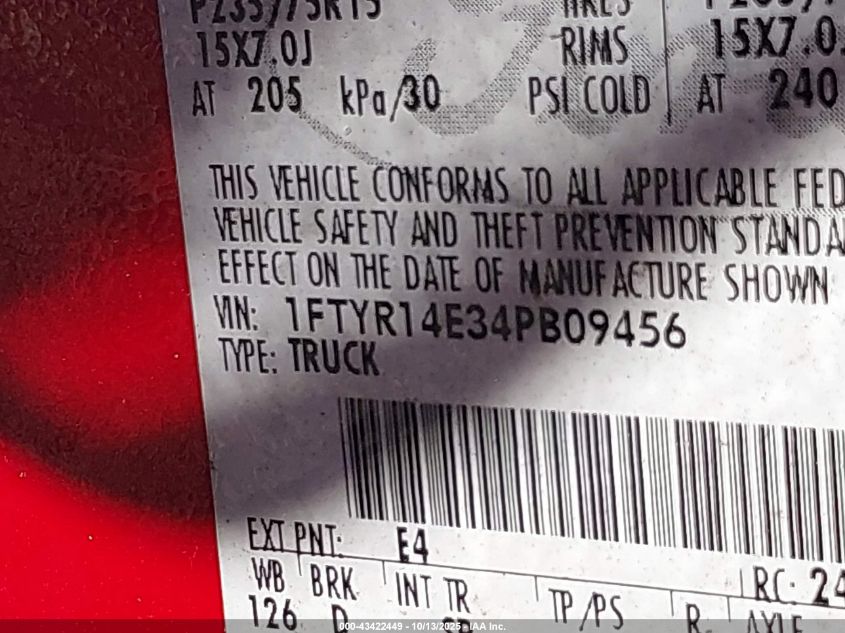 P235/75R15 TIRES
15X7.0J RIMS 15X7.0J
AT 205 kPa/30 PSI COLD AT 240
THIS VEHICLE CONFORMS TO ALL APPLICABLE FED
VEHICLE SAFETY AND THEFT PREVENTION STANDA
EFFECT ON THE DATE OF MANUFACTURE SHOWN
VIN: 1FTYR14E34PB09456
TYPE: TRUCK
EXT PNT: E4
RC: 24
WB BRK INT TR TP/PS R AXLE
126 D
000-43422449 - 10/13/2025 - IAA Inc.